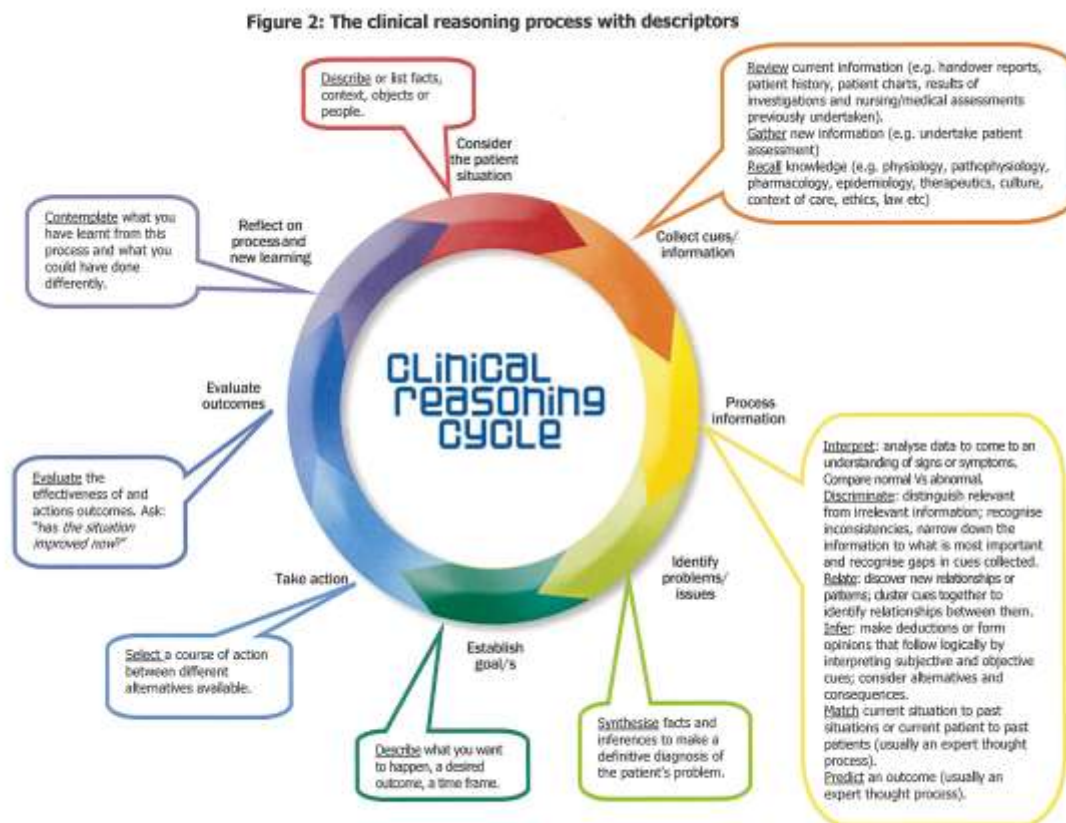 Figure 2: The clinical reasoning process with descriptors
Describe or list facts,
context, objects or
people.
Consider
the patient
situation
Review current information (e.g. handover reports,
patient history, patient charts, results of
investigations and nursing/medical assessments
previously undertaken).
Gather new information (e.g. undertake patient
assessment)
Recall knowledge (e.g. physiology, pathophysiology,
pharmacology, epidemiology, therapeutics, culture,
context of care, ethics, law etc)
Collect cues/
information
Process
information
Interpret: analyse data to come to an
understanding of signs or symptoms.
Compare normal Vs abnormal.
Discriminate: distinguish relevant
from irrelevant information; recognise
inconsistencies, narrow down the
information to what is most important
and recognise gaps in cues collected.
Relate: discover new relationships or
patterns; cluster cues together to
identify relationships between them.
Infer: make deductions or form
opinions that follow logically by
interpreting subjective and objective
cues; consider alternatives and
consequences.
Match current situation to past
situations or current patient to past
patients (usually an expert thought
process).
Predict an outcome (usually an
expert thought process).
Identify
problems/
issues
Synthesise facts and
inferences to make a
definitive diagnosis of
the patient's problem.
Establish
goal/s
Describe what you want
to happen, a desired
outcome, a time frame.
Take action
Select a course of action
between different
alternatives available.
Evaluate
outcomes
Evaluate the
effectiveness of and
actions outcomes. Ask:
"has the situation
improved now?"
Reflect on
process and
new learning
Contemplate what you
have learnt from this
process and what you
could have done
differently.
CLINICAL
REASONING
CYCLE